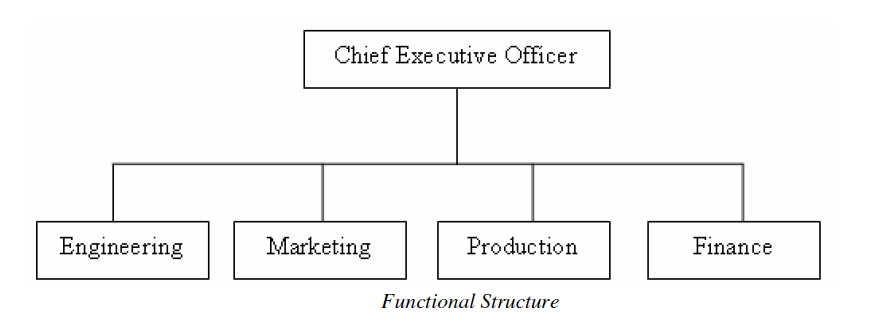 Chief Executive Officer
Engineering
Marketing
Production
Finance
Functional Structure